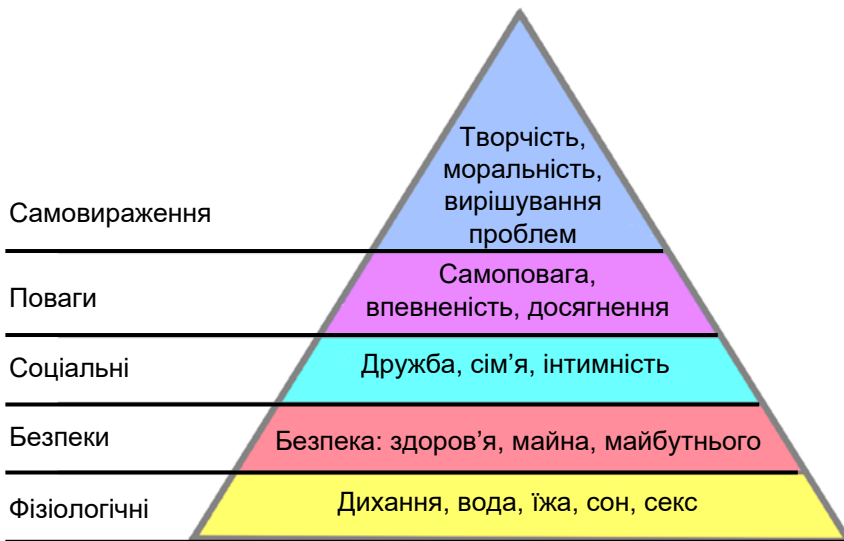 Творчість,
моральність,
вирішування
проблем
Самовираження
Самоповага,
впевненість, досягнення
Поваги
Дружба, сім’я, інтимність
Соціальні
Безпека: здоров’я, майна, майбутнього
Безпеки
Дихання, вода, їжа, сон, секс
Фізіологічні